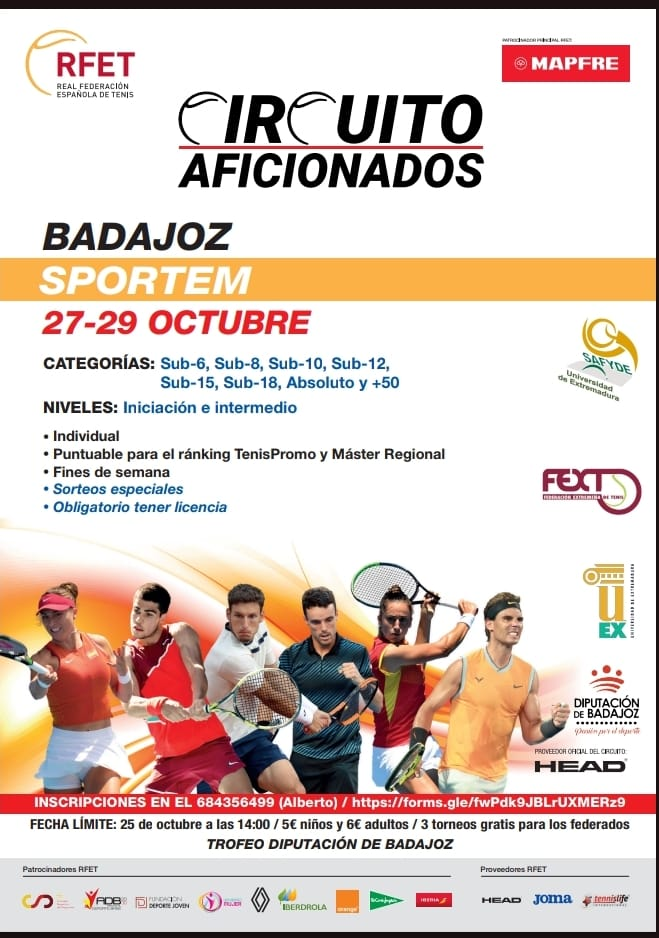 RFET
REAL FEDERACIÓN
ESPAÑOLA DE TENIS
PATROCINADOR PRINCIPAL RFET:
MAPFRE
CIRCUITO
AFICIONADOS
BADAJOZ
SPORTEM
27-29 OCTUBRE
CATEGORÍAS: Sub-6, Sub-8, Sub-10, Sub-12,
Sub-15, Sub-18, Absoluto y +50
NIVELES: Iniciación e intermedio
• Individual
• Puntuable para el ránking TenisPromo y Máster Regional
• Fines de semana
• Sorteos especiales
• Obligatorio tener licencia
SAFYDE
Universidad
de Extremadura
FEXT
FEDERACIÓN EXTREMEÑA DE TENIS
ü
EX
UNIVERSIDAD DE EXTREMADURA
DIPUTACIÓN
DE BADAJOZ
Pasión por el deporte
PROVEEDOR OFICIAL DEL CIRCUITO:
HEAD
INSCRIPCIONES EN EL 684356499 (Alberto) / https://forms.gle/fwPdk9JBLrUXMERz9
FECHA LÍMITE: 25 de octubre a las 14:00 / 5€ niños y 6€ adultos / 3 torneos gratis para los federados
TROFEO DIPUTACIÓN DE BADAJOZ
Patrocinadores RFET
Proveedores RFET
CSD
FUNDACIÓN
DEPORTE JOVEN
MUJER
IBERDROLA
orange
El Corte Inglés
IBERIA
HEAD
JOMA
tennislife